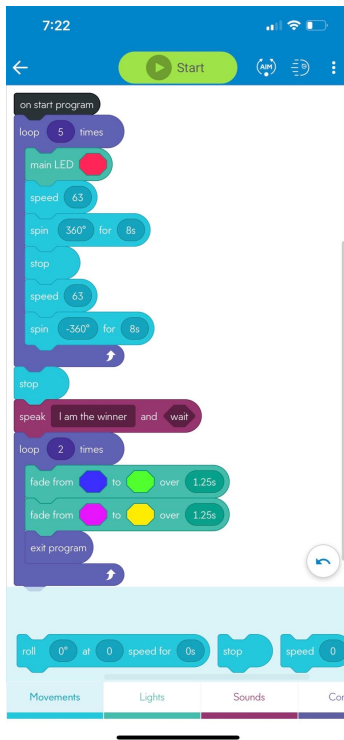 7:22
Start
AIM
on start program
loop 5 times
main LED
speed 63
spin 360° for 8s
stop
speed 63
spin -360° for 8s
stop
speak I am the winner and wait
loop 2 times
fade from to over 1.25s
fade from to over 1.25s
exit program
roll 0° at 0 speed for 0s stop speed 0
Movements Lights Sounds Con